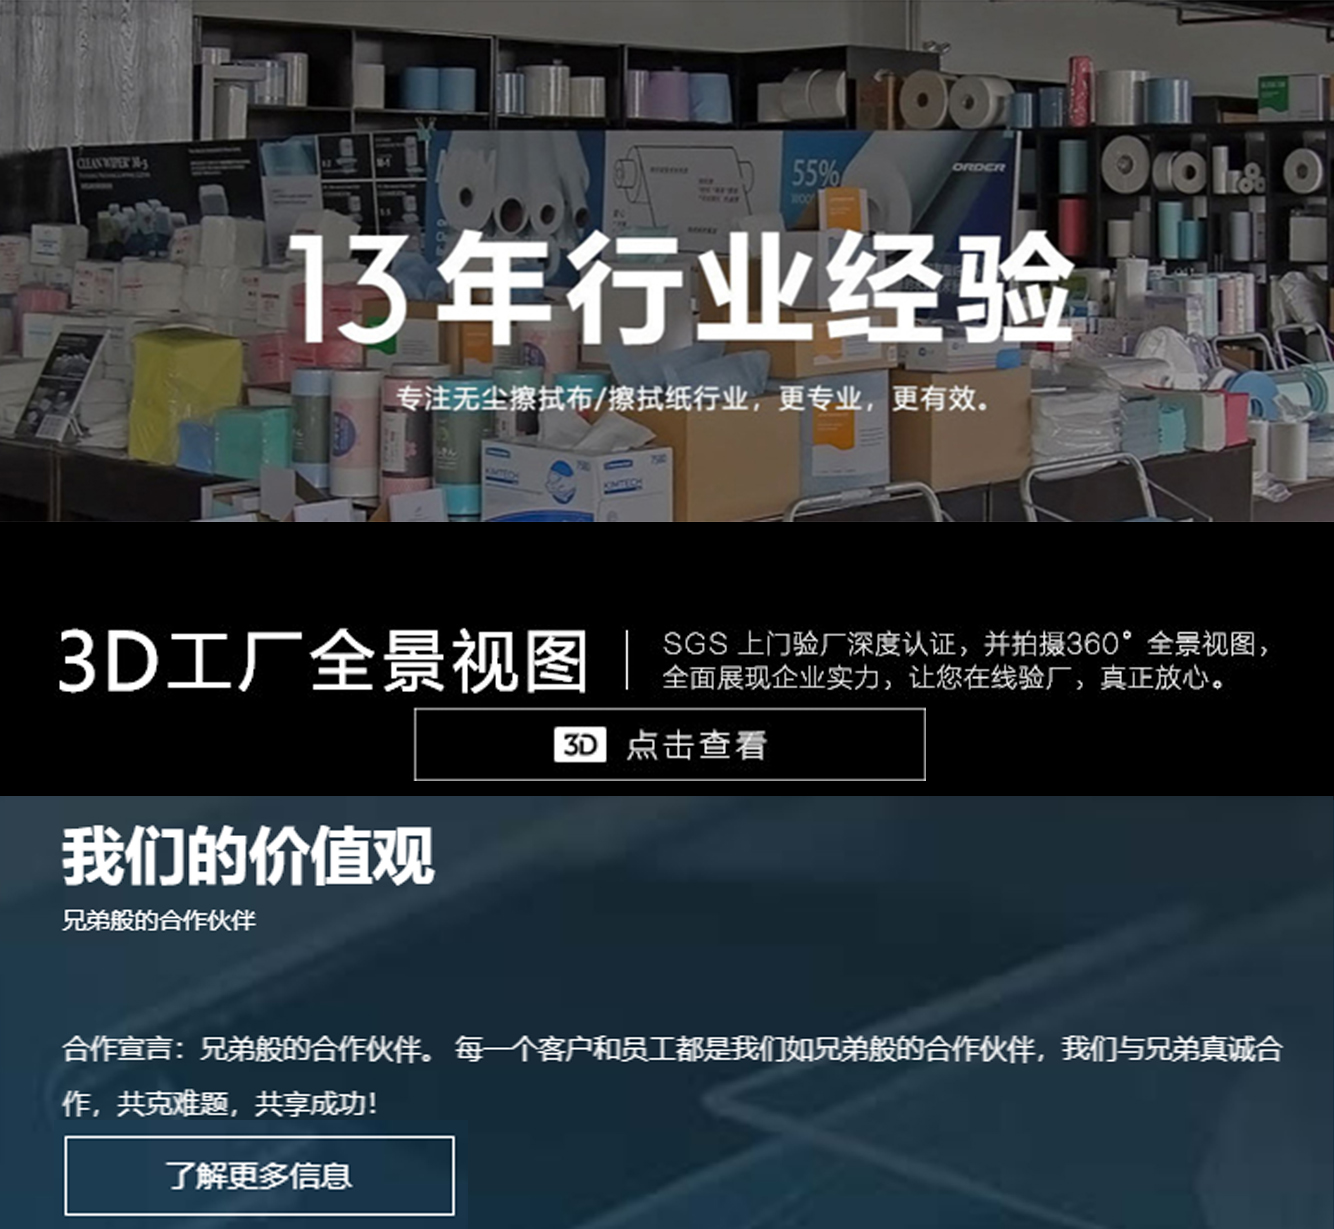 CLEAN WIPER M-3
M-1
55%
ORDER
13年行业经验
专注无尘擦拭布/擦拭纸行业，更专业，更有效。
KIMTECH
KIMTECH
3D工厂全景视图
SGS 上门验厂深度认证，并拍摄360°全景视图，
全面展现企业实力，让您在线验厂，真正放心。
3D 点击查看
我们的价值观
兄弟般的合作伙伴
合作宣言：兄弟般的合作伙伴。 每一个客户和员工都是我们如兄弟般的合作伙伴，我们与兄弟真诚合
作，共克难题，共享成功！
了解更多信息